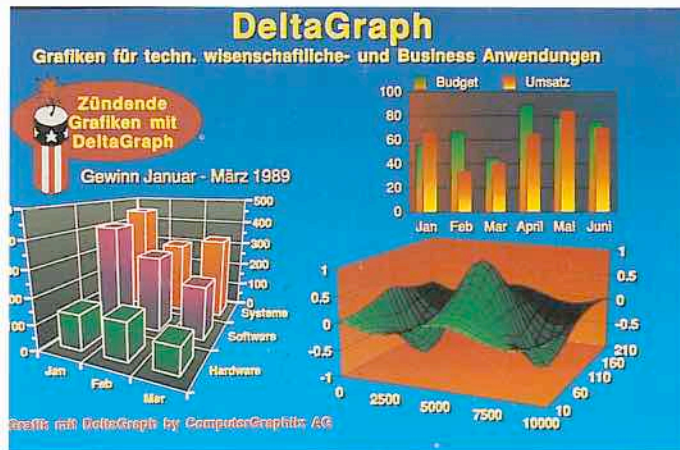 DeltaGraph
Grafiken für techn. wisenschaftliche- und Business Anwendungen
Zündende
Grafiken mit
DeltaGraph
Gewinn Januar - März 1989
500
400
300
200
100
0
Systeme
Software
Hardware
Jan
Feb
Mar
Budget
Umsatz
100
80
60
40
20
0
Jan Feb Mar April Mai Juni
1
0.5
0
-0.5
-1
1
0.5
0
-0.5
0
2500
5000
7500
10000
10
60
110
160
210
Grafik mit DeltaGraph by ComputerGraphix AG